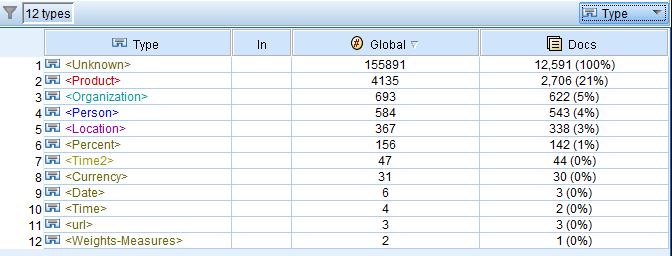 12 types Type
Type In Global Docs
1 <Unknown> 155891 12,591 (100%)
2 <Product> 4135 2,706 (21%)
3 <Organization> 693 622 (5%)
4 <Person> 584 543 (4%)
5 <Location> 367 338 (3%)
6 <Percent> 156 142 (1%)
7 <Time2> 47 44 (0%)
8 <Currency> 31 30 (0%)
9 <Date> 6 3 (0%)
10 <Time> 4 2 (0%)
11 <url> 3 3 (0%)
12 <Weights-Measures> 2 1 (0%)